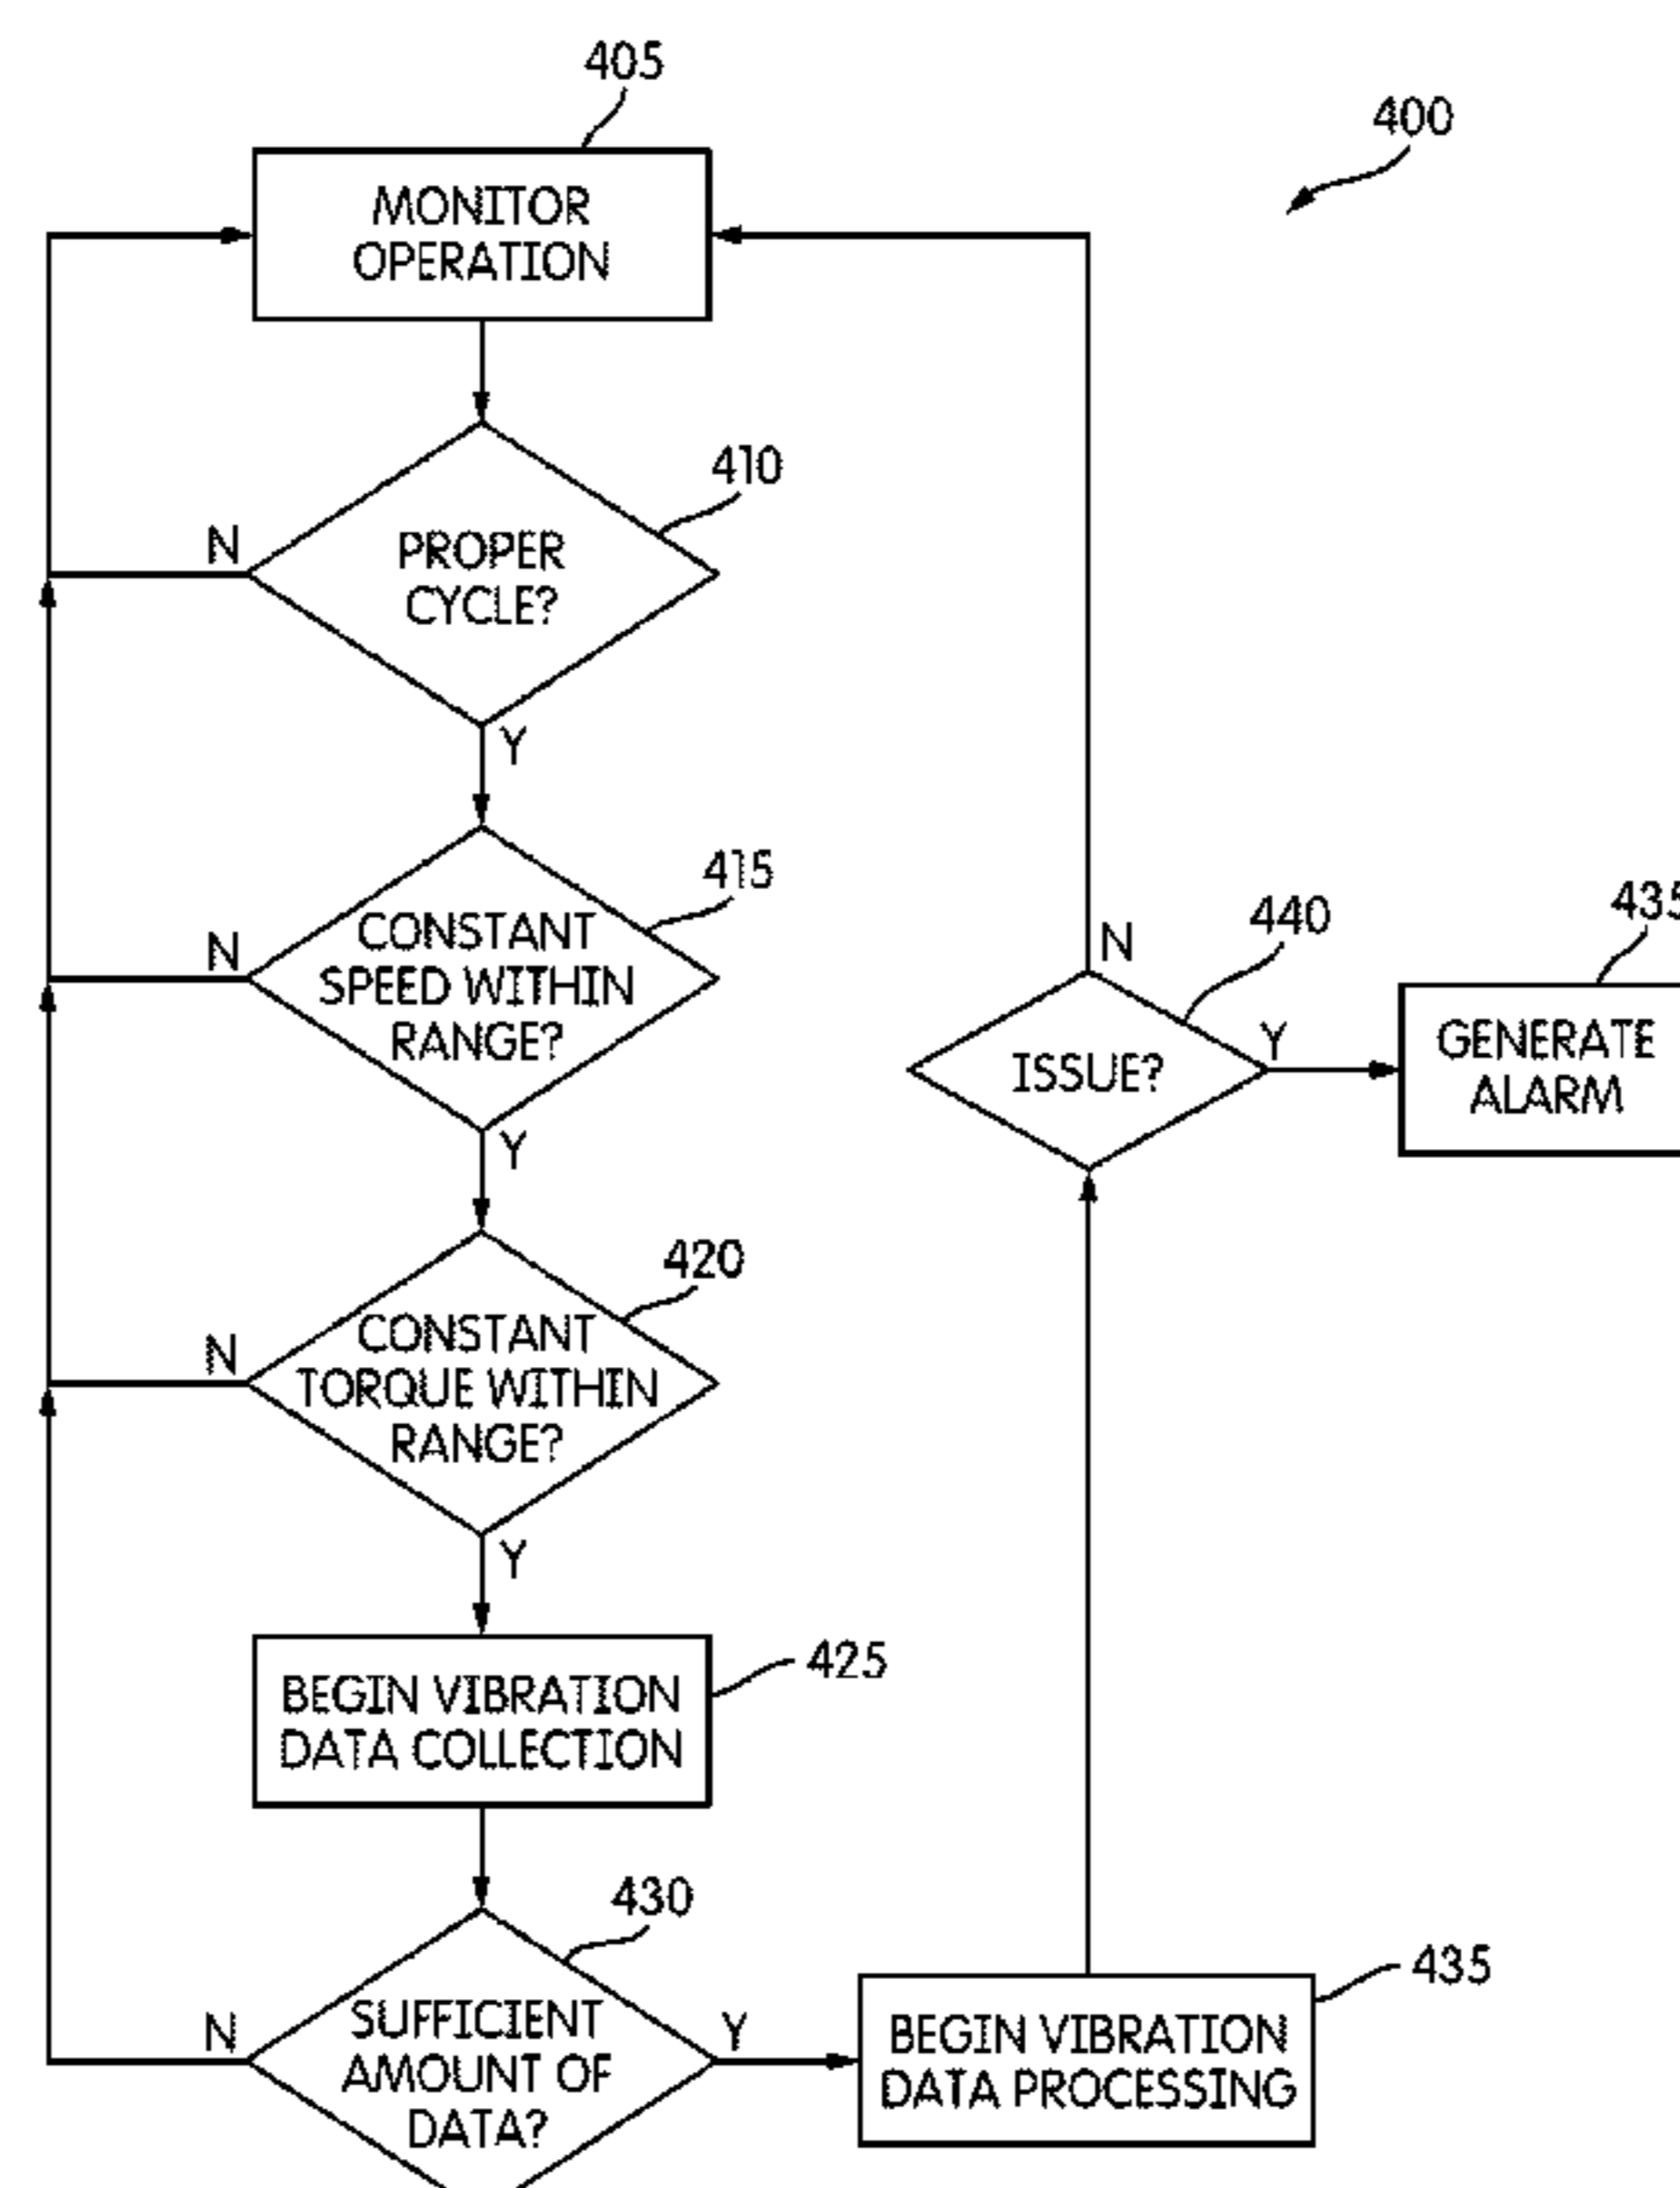 405
400
MONITOR
OPERATION
410
N
PROPER
CYCLE?
Y
415
N
CONSTANT
SPEED WITHIN
RANGE?
Y
420
N
CONSTANT
TORQUE WITHIN
RANGE?
Y
425
BEGIN VIBRATION
DATA COLLECTION
430
N
SUFFICIENT
AMOUNT OF
DATA?
Y
435
BEGIN VIBRATION
DATA PROCESSING
440
N
ISSUE?
Y
435
GENERATE
ALARM